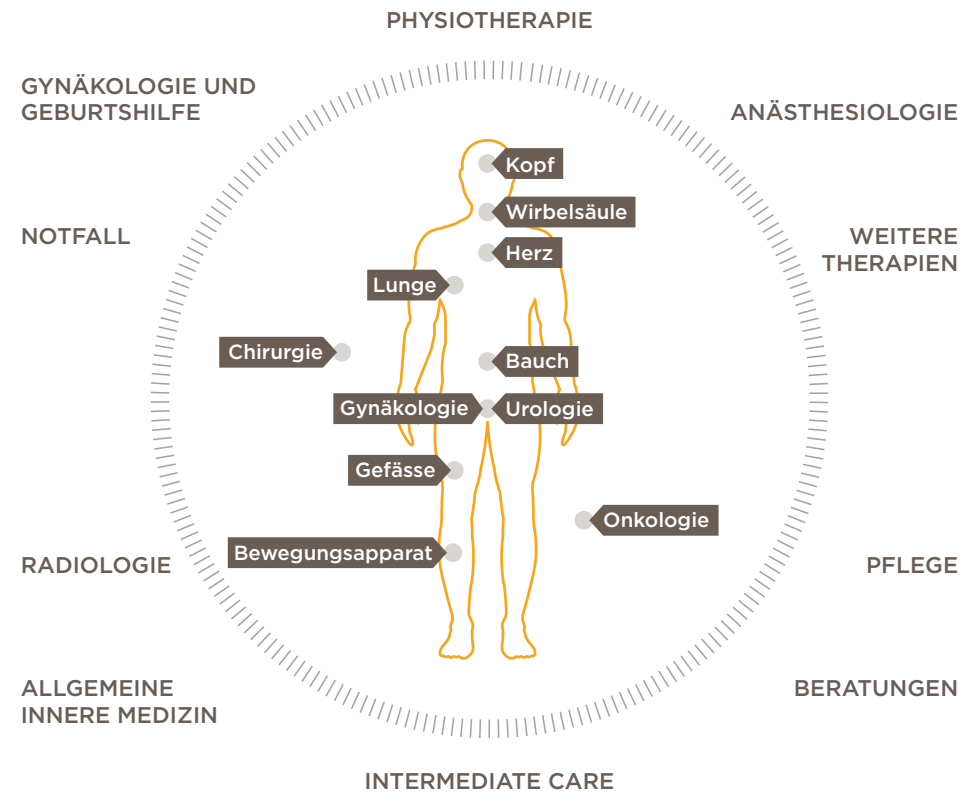 PHYSIOTHERAPIE
GYNÄKOLOGIE UND
GEBURTSHILFE
ANÄSTHESIOLOGIE
Kopf
Wirbelsäule
NOTFALL
WEITERE
THERAPIEN
Herz
Lunge
Chirurgie
Bauch
Gynäkologie
Urologie
Gefässe
Onkologie
Bewegungsapparat
RADIOLOGIE
PFLEGE
ALLGEMEINE
INNERE MEDIZIN
BERATUNGEN
INTERMEDIATE CARE